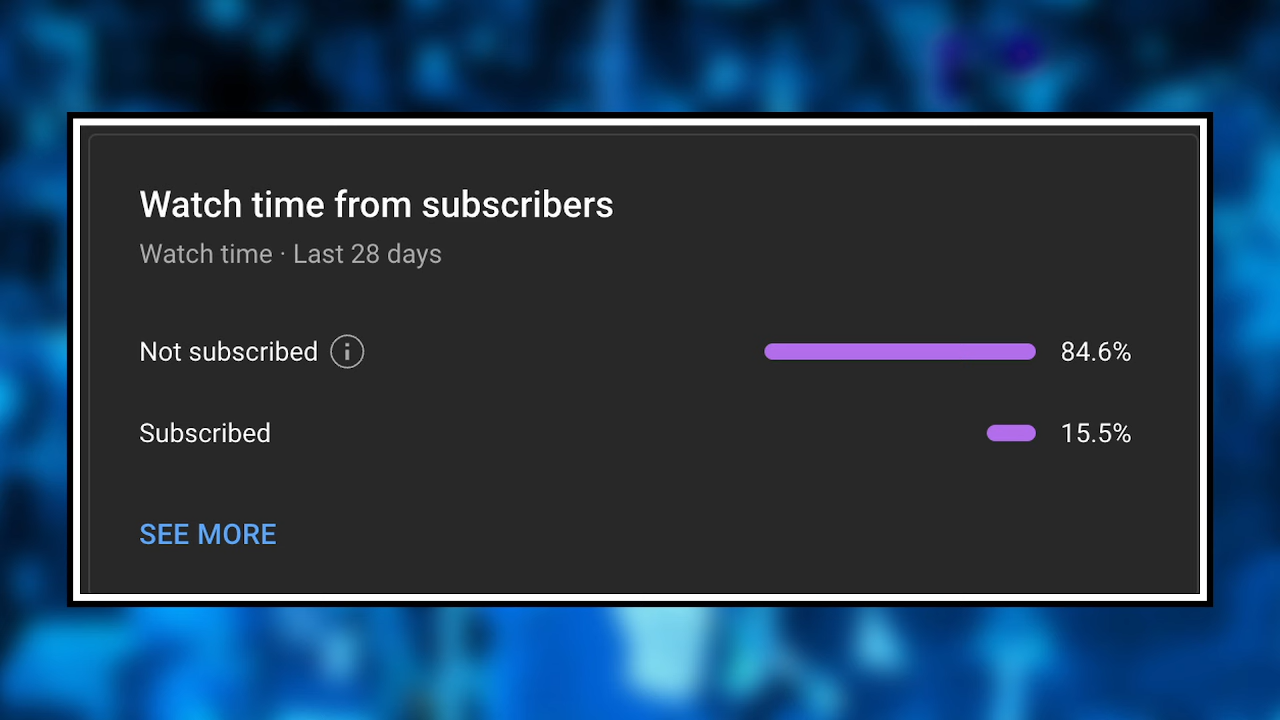 Watch time from subscribers
Watch time · Last 28 days
Not subscribed 84.6%
Subscribed 15.5%
SEE MORE